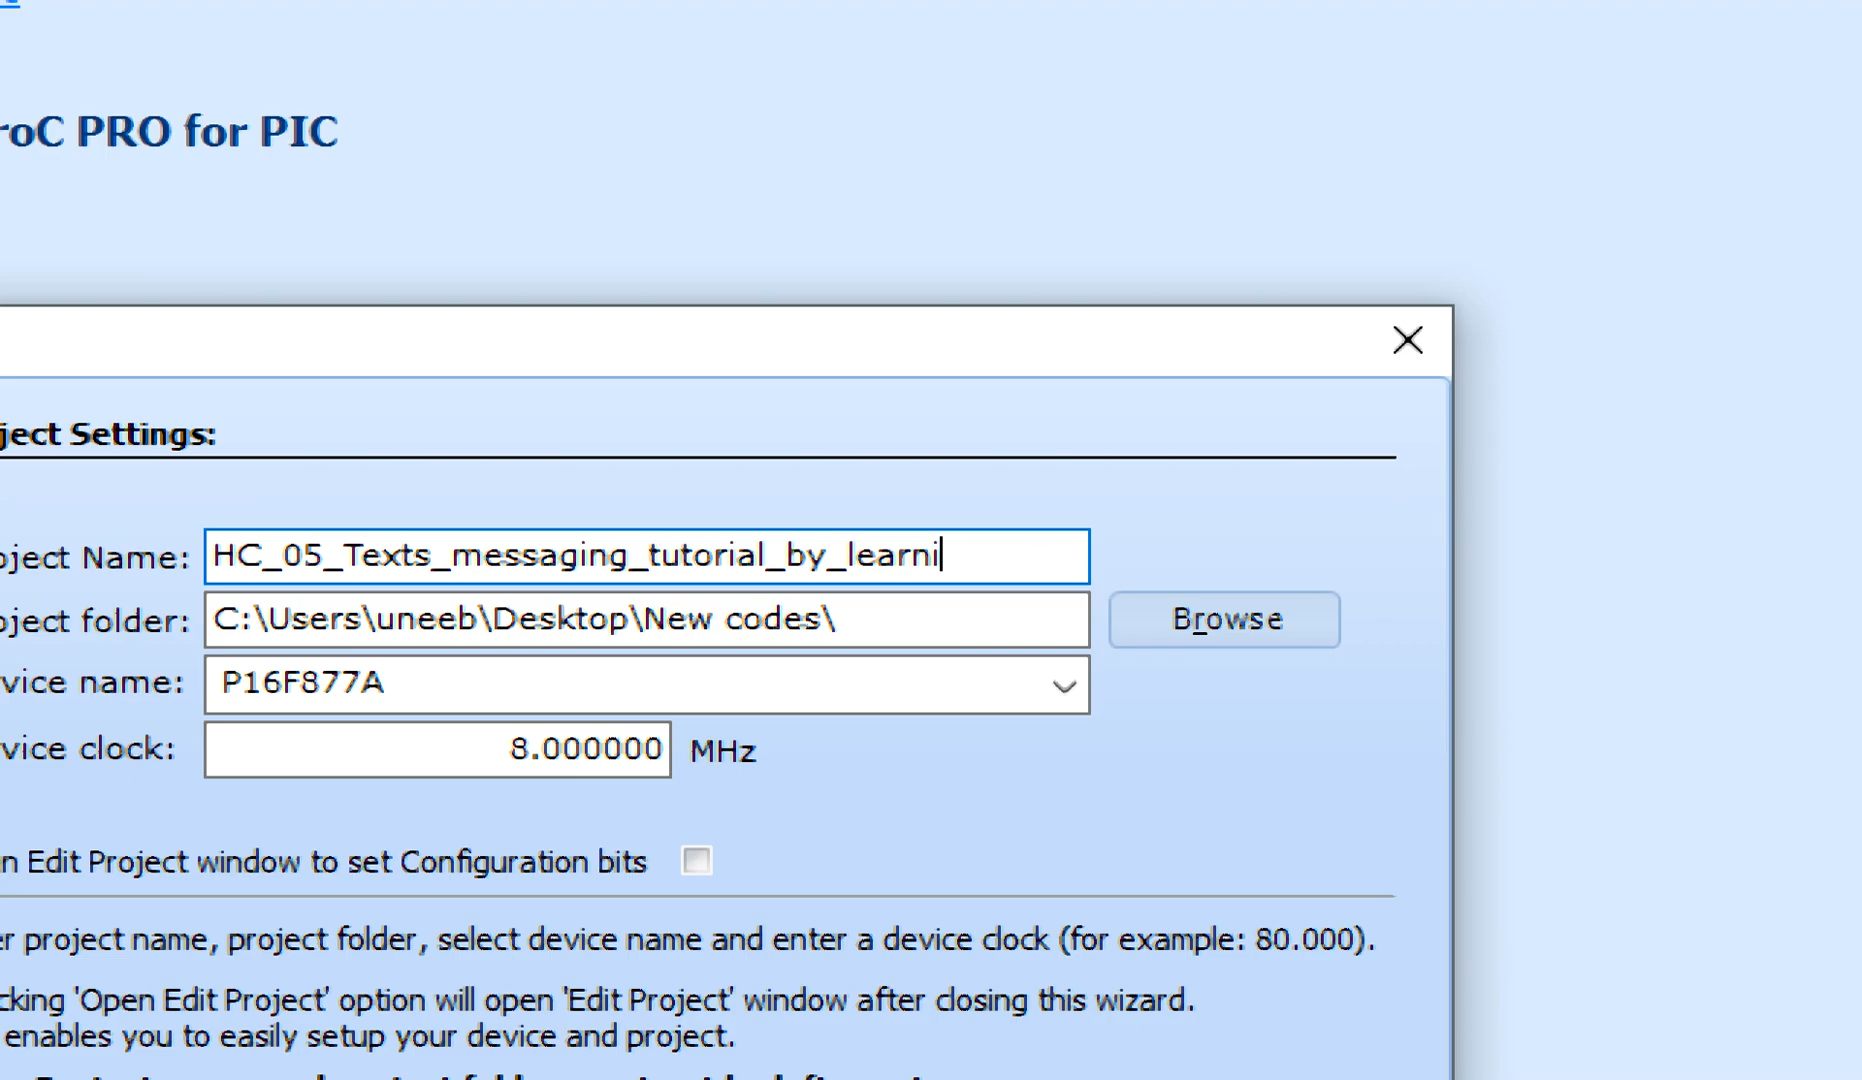 roC PRO for PIC
ject Settings:
ject Name: HC_05_Texts_messaging_tutorial_by_learni
ject folder: C:\Users\uneeb\Desktop\New codes\
Browse
vice name: P16F877A
vice clock: 8.000000 MHz
n Edit Project window to set Configuration bits
er project name, project folder, select device name and enter a device clock (for example: 80.000).
cking 'Open Edit Project' option will open 'Edit Project' window after closing this wizard.
enables you to easily setup your device and project.